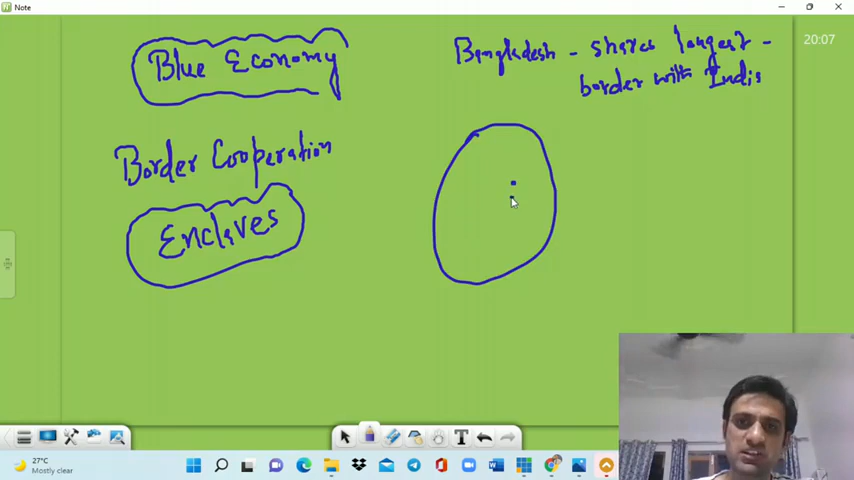 Note
20:07
Blue Economy
Bangladesh - shares longest -
border with India
Border Cooperation
Enclaves
27°C
Mostly clear